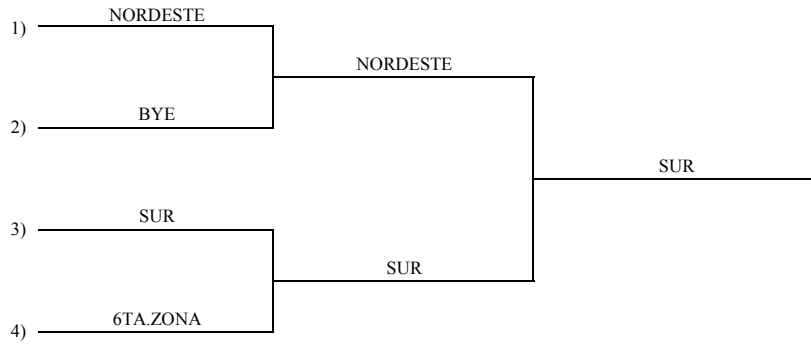 1) NORDESTE
NORDESTE
2) BYE
SUR
3) SUR
SUR
4) 6TA.ZONA